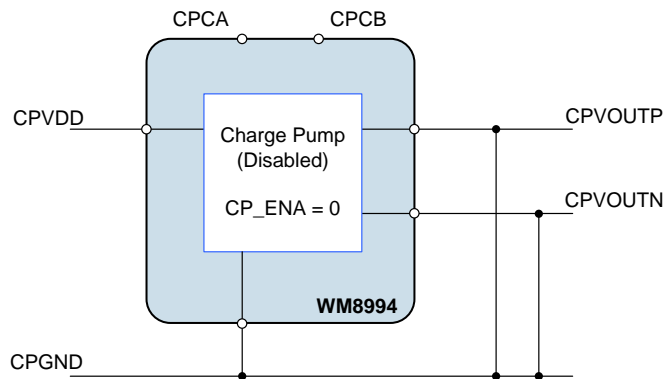 CPCA
CPCB
CPVDD
CPVOUTP
Charge Pump
(Disabled)
CP_ENA = 0
CPVOUTN
WM8994
CPGND